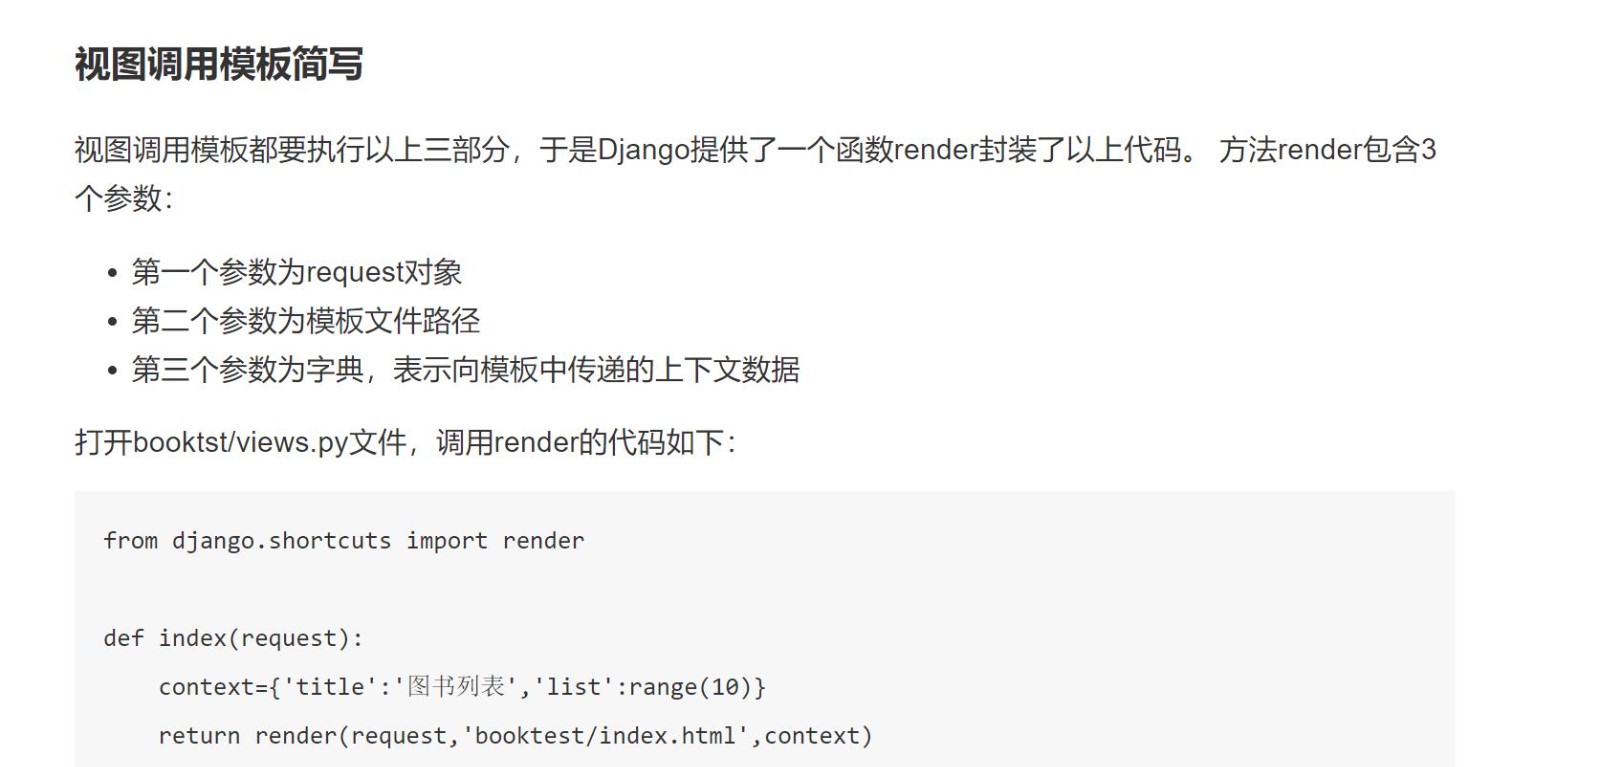 视图调用模板简写
视图调用模板都要执行以上三部分，于是Django提供了一个函数render封装了以上代码。 方法render包含3
个参数：
• 第一个参数为request对象
• 第二个参数为模板文件路径
• 第三个参数为字典，表示向模板中传递的上下文数据
打开booktst/views.py文件，调用render的代码如下：
from django.shortcuts import render
def index(request):
    context={'title':'图书列表','list':range(10)}
    return render(request,'booktest/index.html',context)